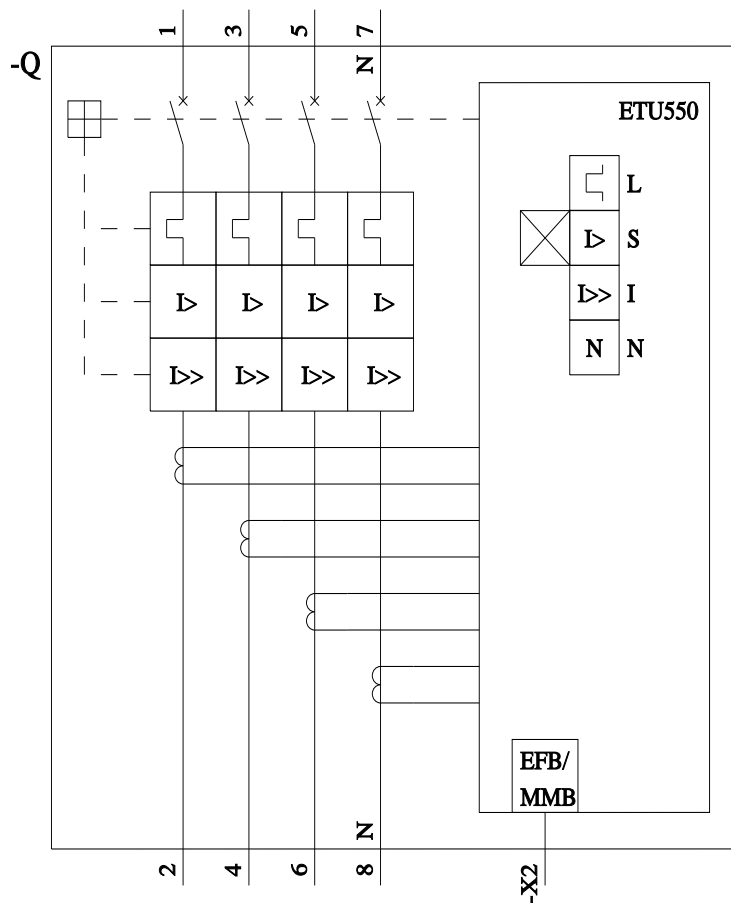 1 3 5 7
-Q
N
ETU550
L
I> I> I> I>
I> S
I>> I
N N
I>> I>> I>> I>>
EFB/
MMB
N
2 4 6 8
-X2